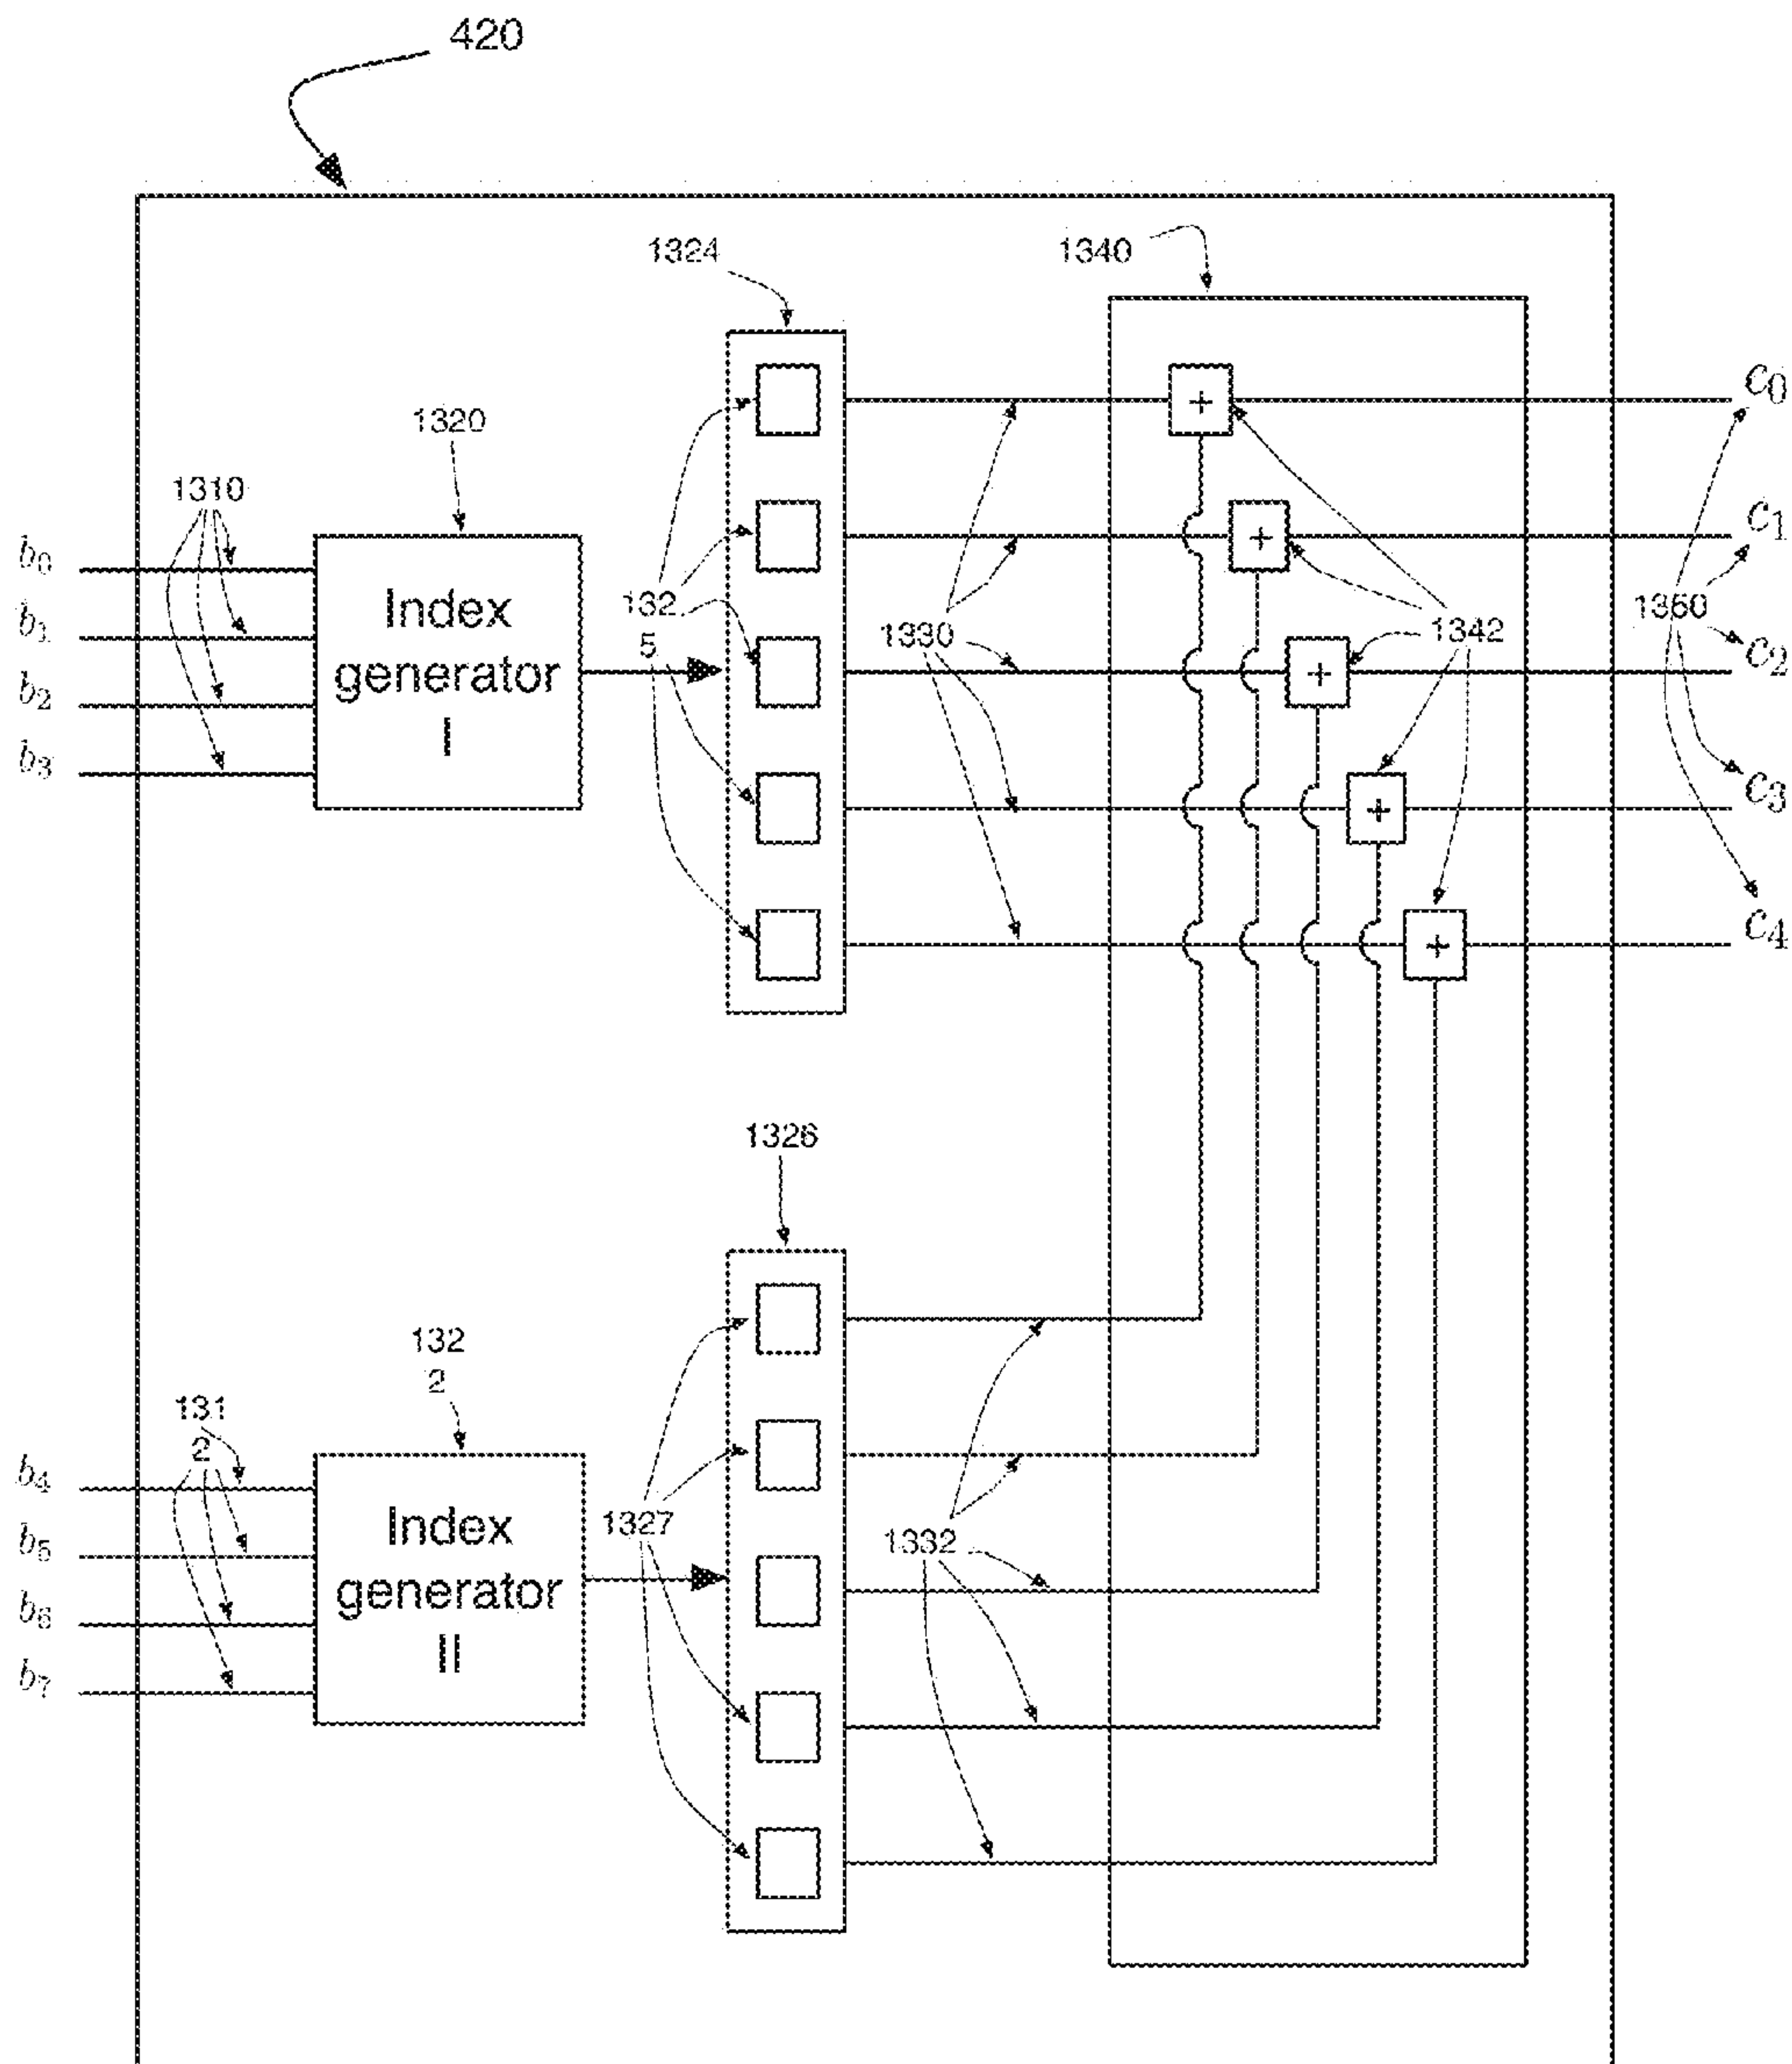 420
1324
1340
c₀
1320
1310
c₁
b₀
Index
generator
I
132
5
1330
1342
1350
b₁
c₂
b₂
b₃
c₃
c₄
1326
132
2
131
2
b₄
Index
generator
II
1327
1332
b₅
b₆
b₇